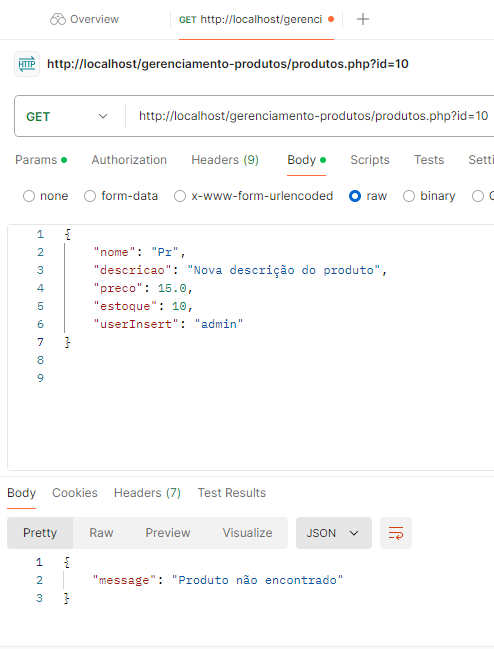 Overview
GET http://localhost/gerenci
HTTP http://localhost/gerenciamento-produtos/produtos.php?id=10
GET http://localhost/gerenciamento-produtos/produtos.php?id=10
Params Authorization Headers (9) Body Scripts Tests Setti
none form-data x-www-form-urlencoded raw binary G
1 {
2 "nome": "Pr",
3 "descricao": "Nova descrição do produto",
4 "preco": 15.0,
5 "estoque": 10,
6 "userInsert": "admin"
7 }
8
9
Body Cookies Headers (7) Test Results
Pretty Raw Preview Visualize JSON
1 {
2 "message": "Produto não encontrado"
3 }